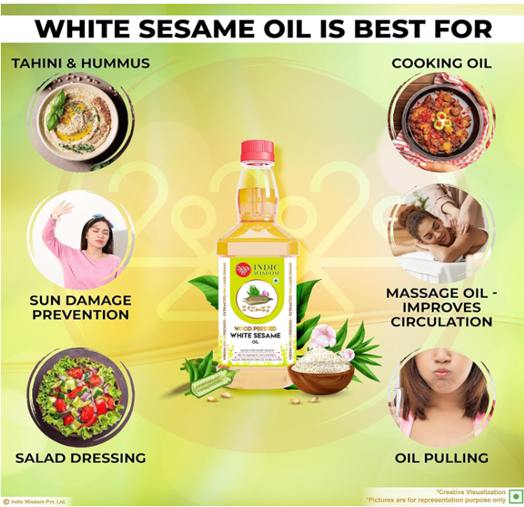 WHITE SESAME OIL IS BEST FOR
TAHINI & HUMMUS
COOKING OIL
SUN DAMAGE
PREVENTION
MASSAGE OIL -
IMPROVES
CIRCULATION
SALAD DRESSING
OIL PULLING
INDIC
WISDOM
WOOD PRESSED
WHITE SESAME
OIL
© Indic Wisdom Pvt. Ltd.
*Creative Visualization
*Pictures are for representation purpose only